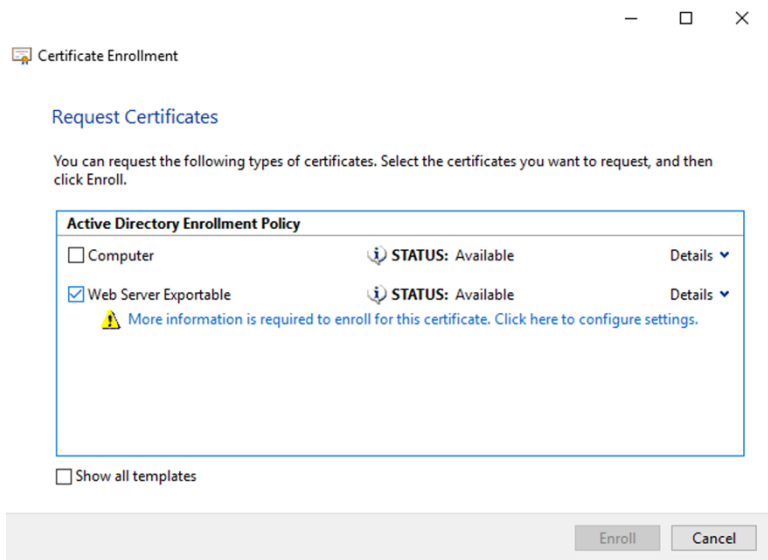 Certificate Enrollment
Request Certificates
You can request the following types of certificates. Select the certificates you want to request, and then
click Enroll.
Active Directory Enrollment Policy
Computer STATUS: Available Details
Web Server Exportable STATUS: Available Details
More information is required to enroll for this certificate. Click here to configure settings.
Show all templates
Enroll Cancel